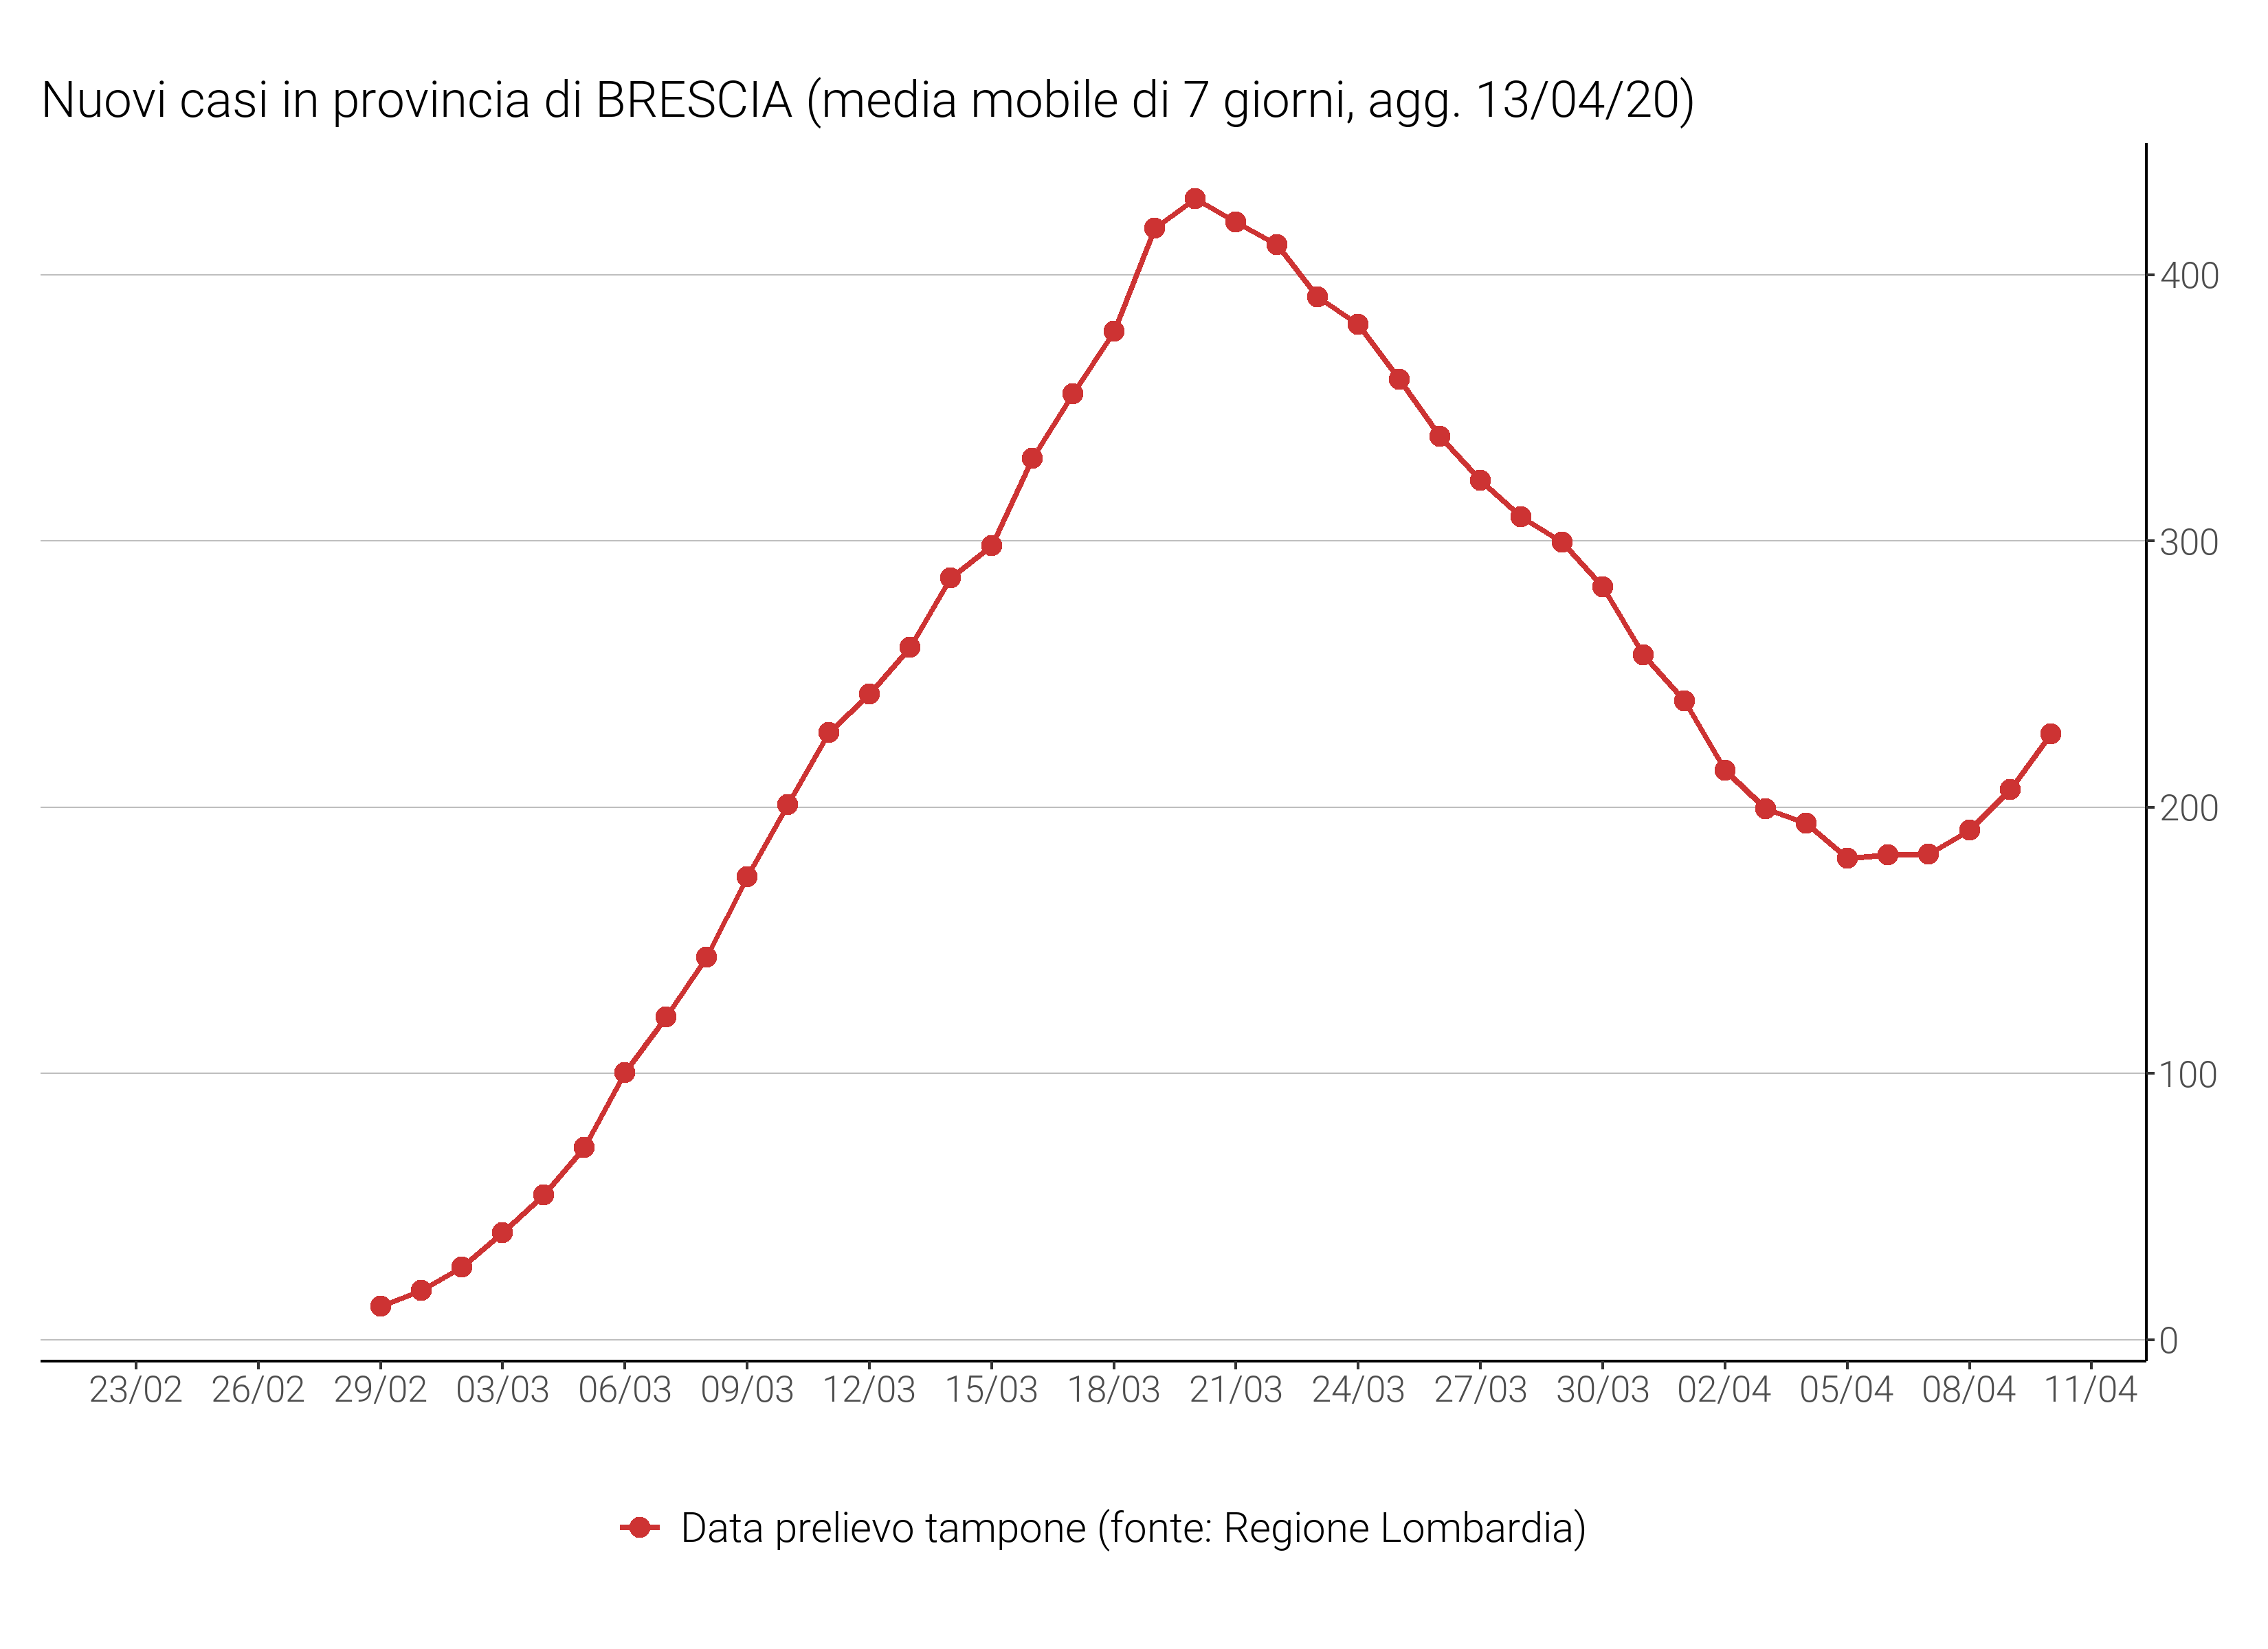 Nuovi casi in provincia di BRESCIA (media mobile di 7 giorni, agg. 13/04/20)
400
300
200
100
0
23/02 26/02 29/02 03/03 06/03 09/03 12/03 15/03 18/03 21/03 24/03 27/03 30/03 02/04 05/04 08/04 11/04
Data prelievo tampone (fonte: Regione Lombardia)